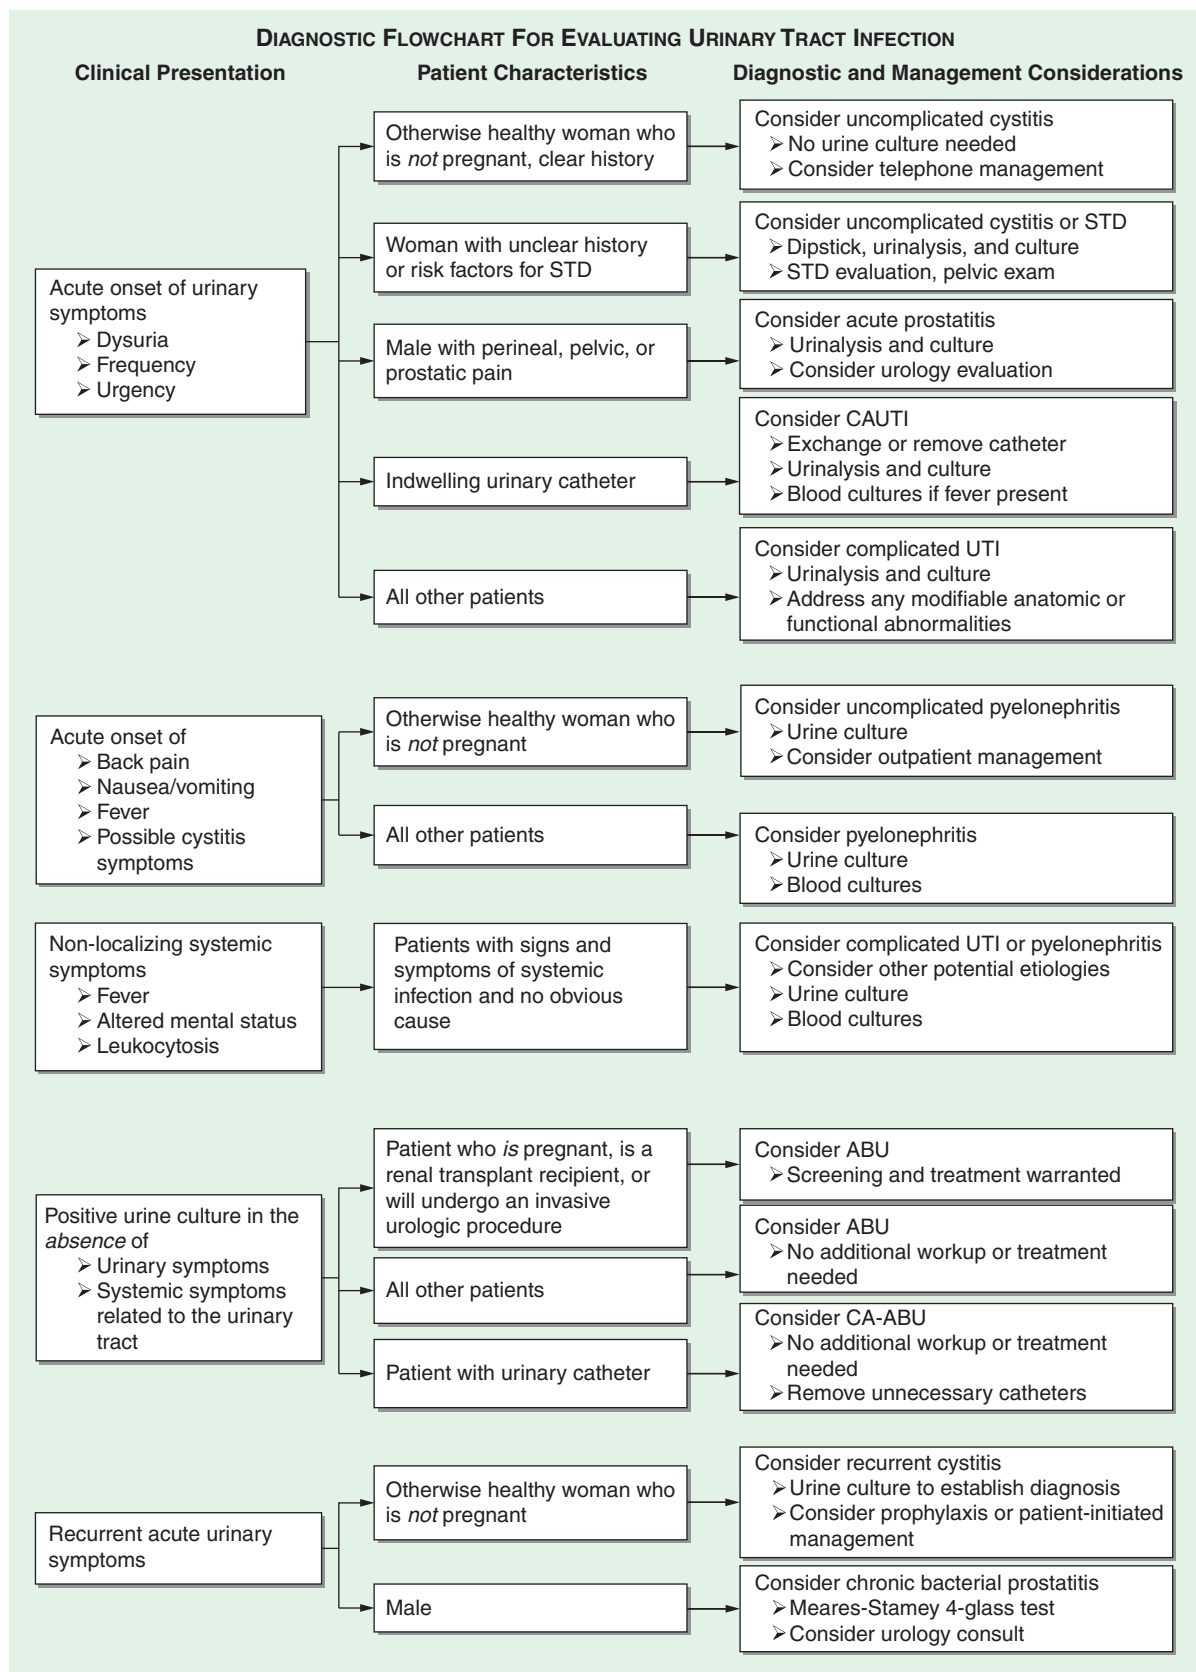 DIAGNOSTIC FLOWCHART FOR EVALUATING URINARY TRACT INFECTION
Clinical Presentation
Patient Characteristics
Diagnostic and Management Considerations
Acute onset of urinary
symptoms
➢ Dysuria
➢ Frequency
➢ Urgency
Otherwise healthy woman who
is not pregnant, clear history
Consider uncomplicated cystitis
➢ No urine culture needed
➢ Consider telephone management
Woman with unclear history
or risk factors for STD
Consider uncomplicated cystitis or STD
➢ Dipstick, urinalysis, and culture
➢ STD evaluation, pelvic exam
Male with perineal, pelvic, or
prostatic pain
Consider acute prostatitis
➢ Urinalysis and culture
➢ Consider urology evaluation
Indwelling urinary catheter
Consider CAUTI
➢ Exchange or remove catheter
➢ Urinalysis and culture
➢ Blood cultures if fever present
All other patients
Consider complicated UTI
➢ Urinalysis and culture
➢ Address any modifiable anatomic or
functional abnormalities
Acute onset of
➢ Back pain
➢ Nausea/vomiting
➢ Fever
➢ Possible cystitis
symptoms
Otherwise healthy woman who
is not pregnant
Consider uncomplicated pyelonephritis
➢ Urine culture
➢ Consider outpatient management
All other patients
Consider pyelonephritis
➢ Urine culture
➢ Blood cultures
Non-localizing systemic
symptoms
➢ Fever
➢ Altered mental status
➢ Leukocytosis
Patients with signs and
symptoms of systemic
infection and no obvious
cause
Consider complicated UTI or pyelonephritis
➢ Consider other potential etiologies
➢ Urine culture
➢ Blood cultures
Positive urine culture in the
absence of
➢ Urinary symptoms
➢ Systemic symptoms
related to the urinary
tract
Patient who is pregnant, is a
renal transplant recipient, or
will undergo an invasive
urologic procedure
Consider ABU
➢ Screening and treatment warranted
All other patients
Consider ABU
➢ No additional workup or treatment
needed
Patient with urinary catheter
Consider CA-ABU
➢ No additional workup or treatment
needed
➢ Remove unnecessary catheters
Recurrent acute urinary
symptoms
Otherwise healthy woman who
is not pregnant
Consider recurrent cystitis
➢ Urine culture to establish diagnosis
➢ Consider prophylaxis or patient-initiated
management
Male
Consider chronic bacterial prostatitis
➢ Meares-Stamey 4-glass test
➢ Consider urology consult